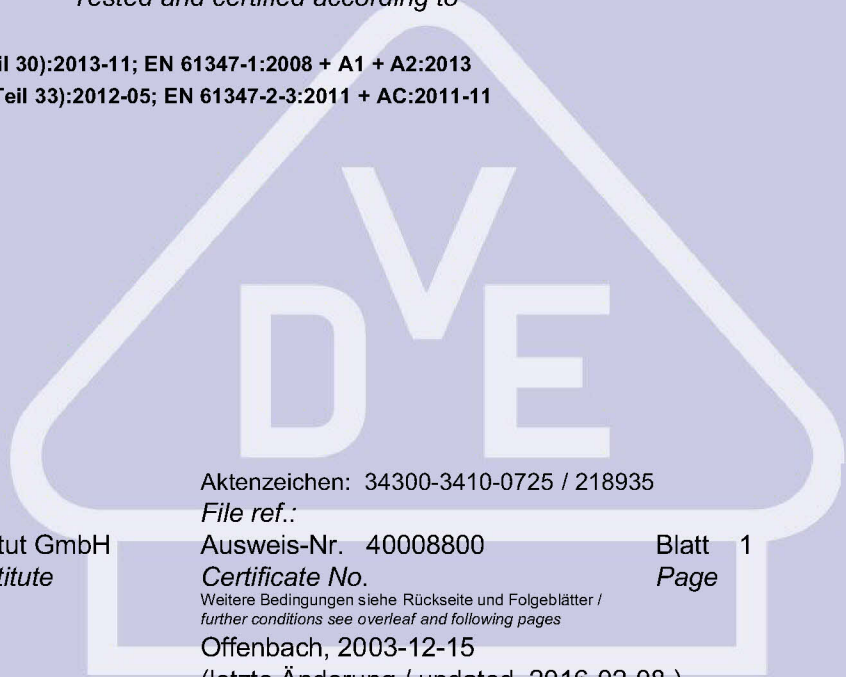 Tested and certified according to
il 30):2013-11; EN 61347-1:2008 + A1 + A2:2013
Teil 33):2012-05; EN 61347-2-3:2011 + AC:2011-11
VDE
Aktenzeichen: 34300-3410-0725 / 218935
File ref.:
tut GmbH Ausweis-Nr. 40008800 Blatt 1
titute Certificate No. Page
Weitere Bedingungen siehe Rückseite und Folgeblätter /
further conditions see overleaf and following pages
Offenbach, 2003-12-15
(letzte Änderung / updated 2016-02-08 )